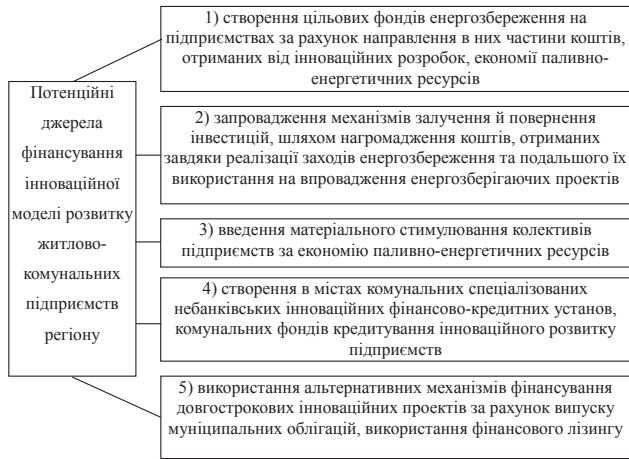 Потенційні
джерела
фінансування
інноваційної
моделі розвитку
житлово-
комунальних
підприємств
регіону
1) створення цільових фондів енергозбереження на
підприємствах за рахунок направлення в них частини коштів,
отриманих від інноваційних розробок, економії паливно-
енергетичних ресурсів
2) запровадження механізмів залучення й повернення
інвестицій, шляхом нагромадження коштів, отриманих
завдяки реалізації заходів енергозбереження та подальшого їх
використання на впровадження енергозберігаючих проектів
3) введення матеріального стимулювання колективів
підприємств за економію паливно-енергетичних ресурсів
4) створення в містах комунальних спеціалізованих
небанківських інноваційних фінансово-кредитних установ,
комунальних фондів кредитування інноваційного розвитку
підприємств
5) використання альтернативних механізмів фінансування
довгострокових інноваційних проектів за рахунок випуску
муніципальних облігацій, використання фінансового лізингу